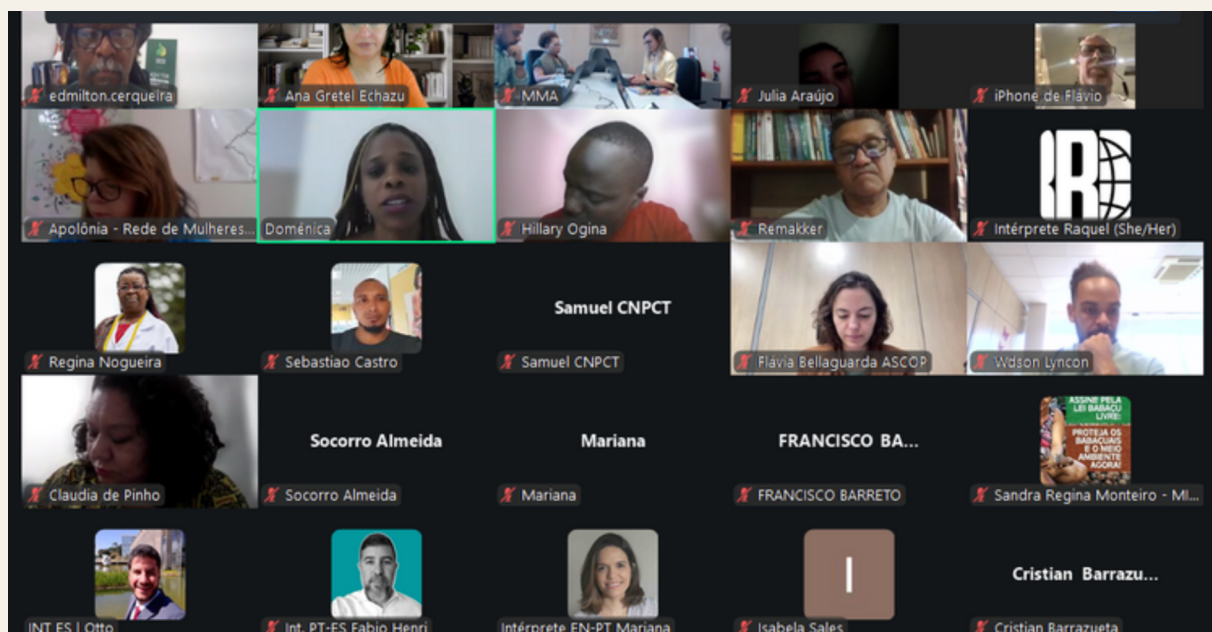 edmilton.cerqueira
Ana Gretel Echazu
MMA
Julia Araújo
iPhone de Flávio
Apolônia - Rede de Mulheres...
Doménica
Hillary Ogina
Remakker
IR
Intérprete Raquel (She/Her)
Regina Nogueira
Sebastiao Castro
Samuel CNPCT
Samuel CNPCT
Flávia Bellaguarda ASCOP
Wdson Lyncon
Claudia de Pinho
Socorro Almeida
Socorro Almeida
Mariana
Mariana
FRANCISCO BA...
FRANCISCO BARRETO
ASSINE PELA
LEI BABAÇU
LIVRE:
PROTEJA OS
BABAÇUAIS
E O MEIO
AMBIENTE
AGORA!
Sandra Regina Monteiro - MI...
INT ES | Otto
Int. PT-ES Fabio Henri
Intérprete EN-PT Mariana
I
Isabela Sales
Cristian Barrazu...
Cristian Barrazueta